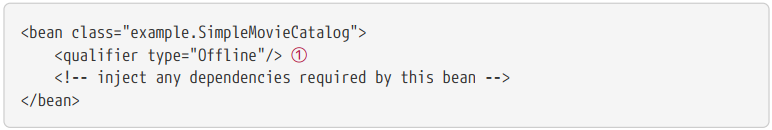 <bean class="example.SimpleMovieCatalog">
    <qualifier type="Offline"/> ①
    <!-- inject any dependencies required by this bean -->
</bean>